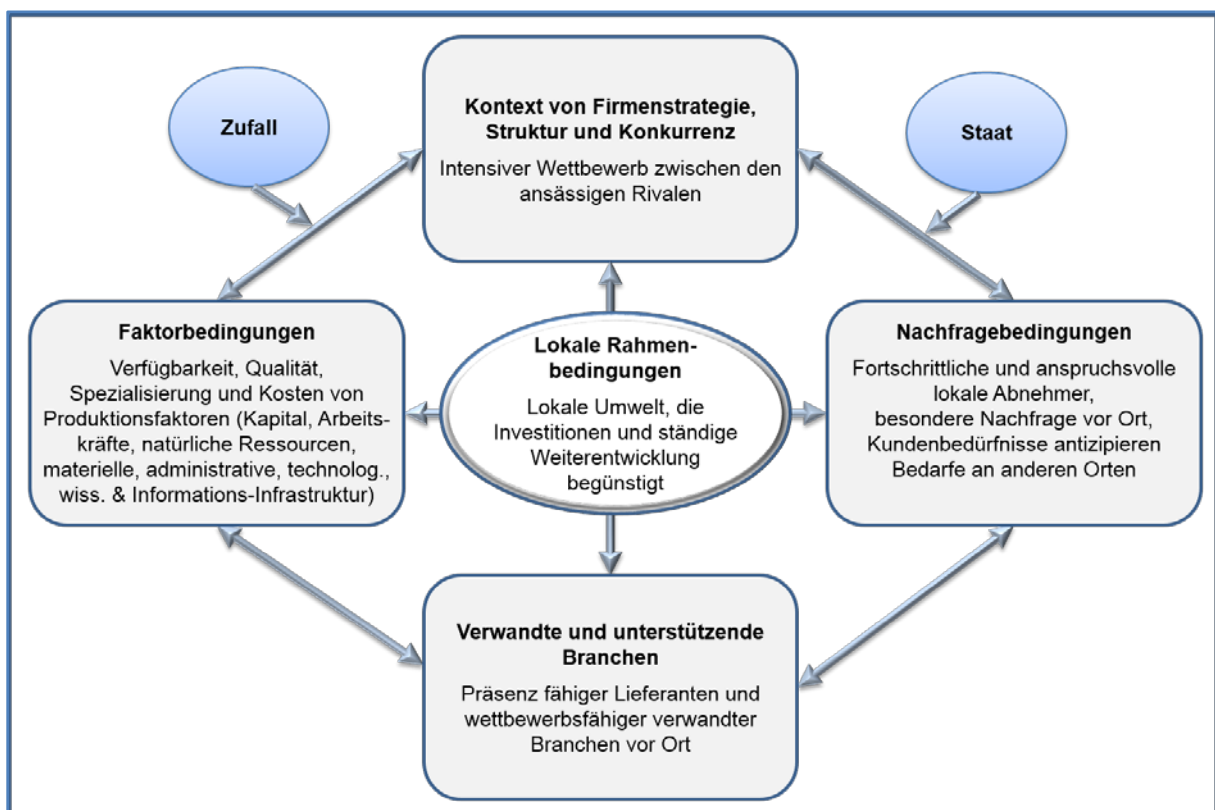 Zufall
Kontext von Firmenstrategie,
Struktur und Konkurrenz
Intensiver Wettbewerb zwischen den
ansässigen Rivalen
Staat
Faktorbedingungen
Verfügbarkeit, Qualität,
Spezialisierung und Kosten von
Produktionsfaktoren (Kapital, Arbeits-
kräfte, natürliche Ressourcen,
materielle, administrative, technolog.,
wiss. & Informations-Infrastruktur)
Lokale Rahmen-
bedingungen
Lokale Umwelt, die
Investitionen und ständige
Weiterentwicklung
begünstigt
Nachfragebedingungen
Fortschrittliche und anspruchsvolle
lokale Abnehmer,
besondere Nachfrage vor Ort,
Kundenbedürfnisse antizipieren
Bedarfe an anderen Orten
Verwandte und unterstützende
Branchen
Präsenz fähiger Lieferanten und
wettbewerbsfähiger verwandter
Branchen vor Ort